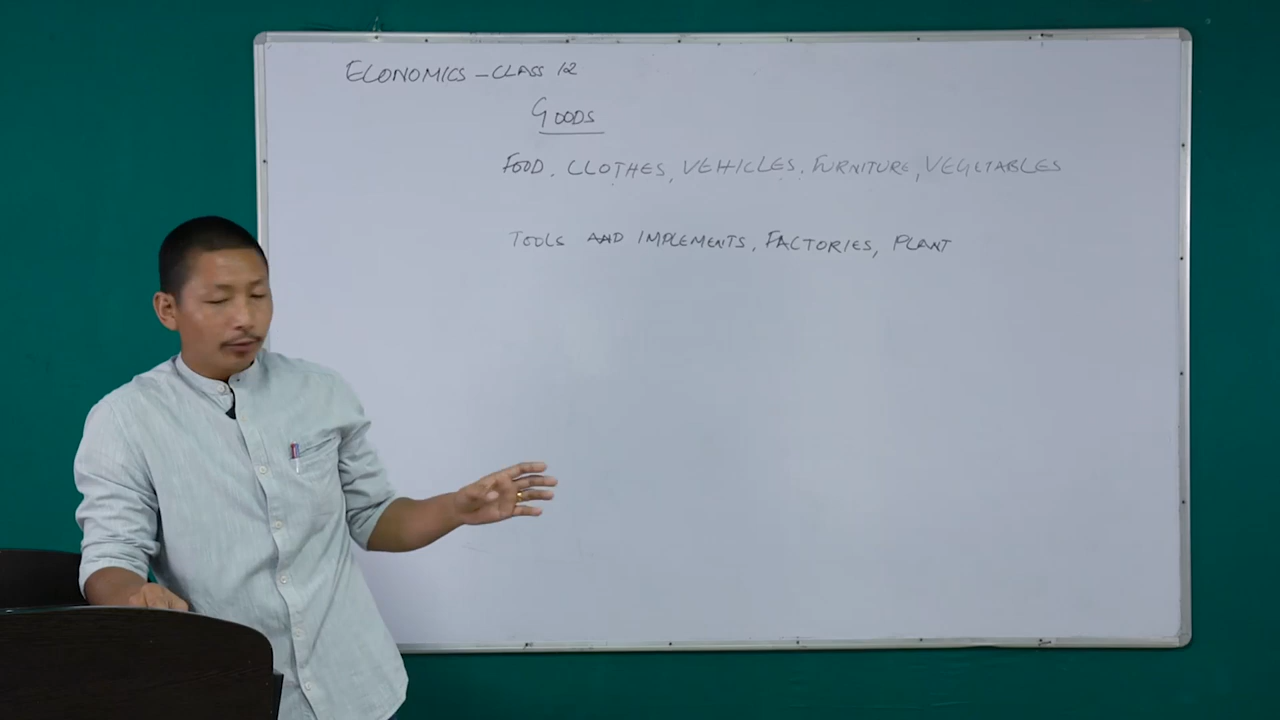 ECONOMICS - CLASS 12
GOODS
FOOD, CLOTHES, VEHICLES, FURNITURE, VEGETABLES
TOOLS AND IMPLEMENTS, FACTORIES, PLANT